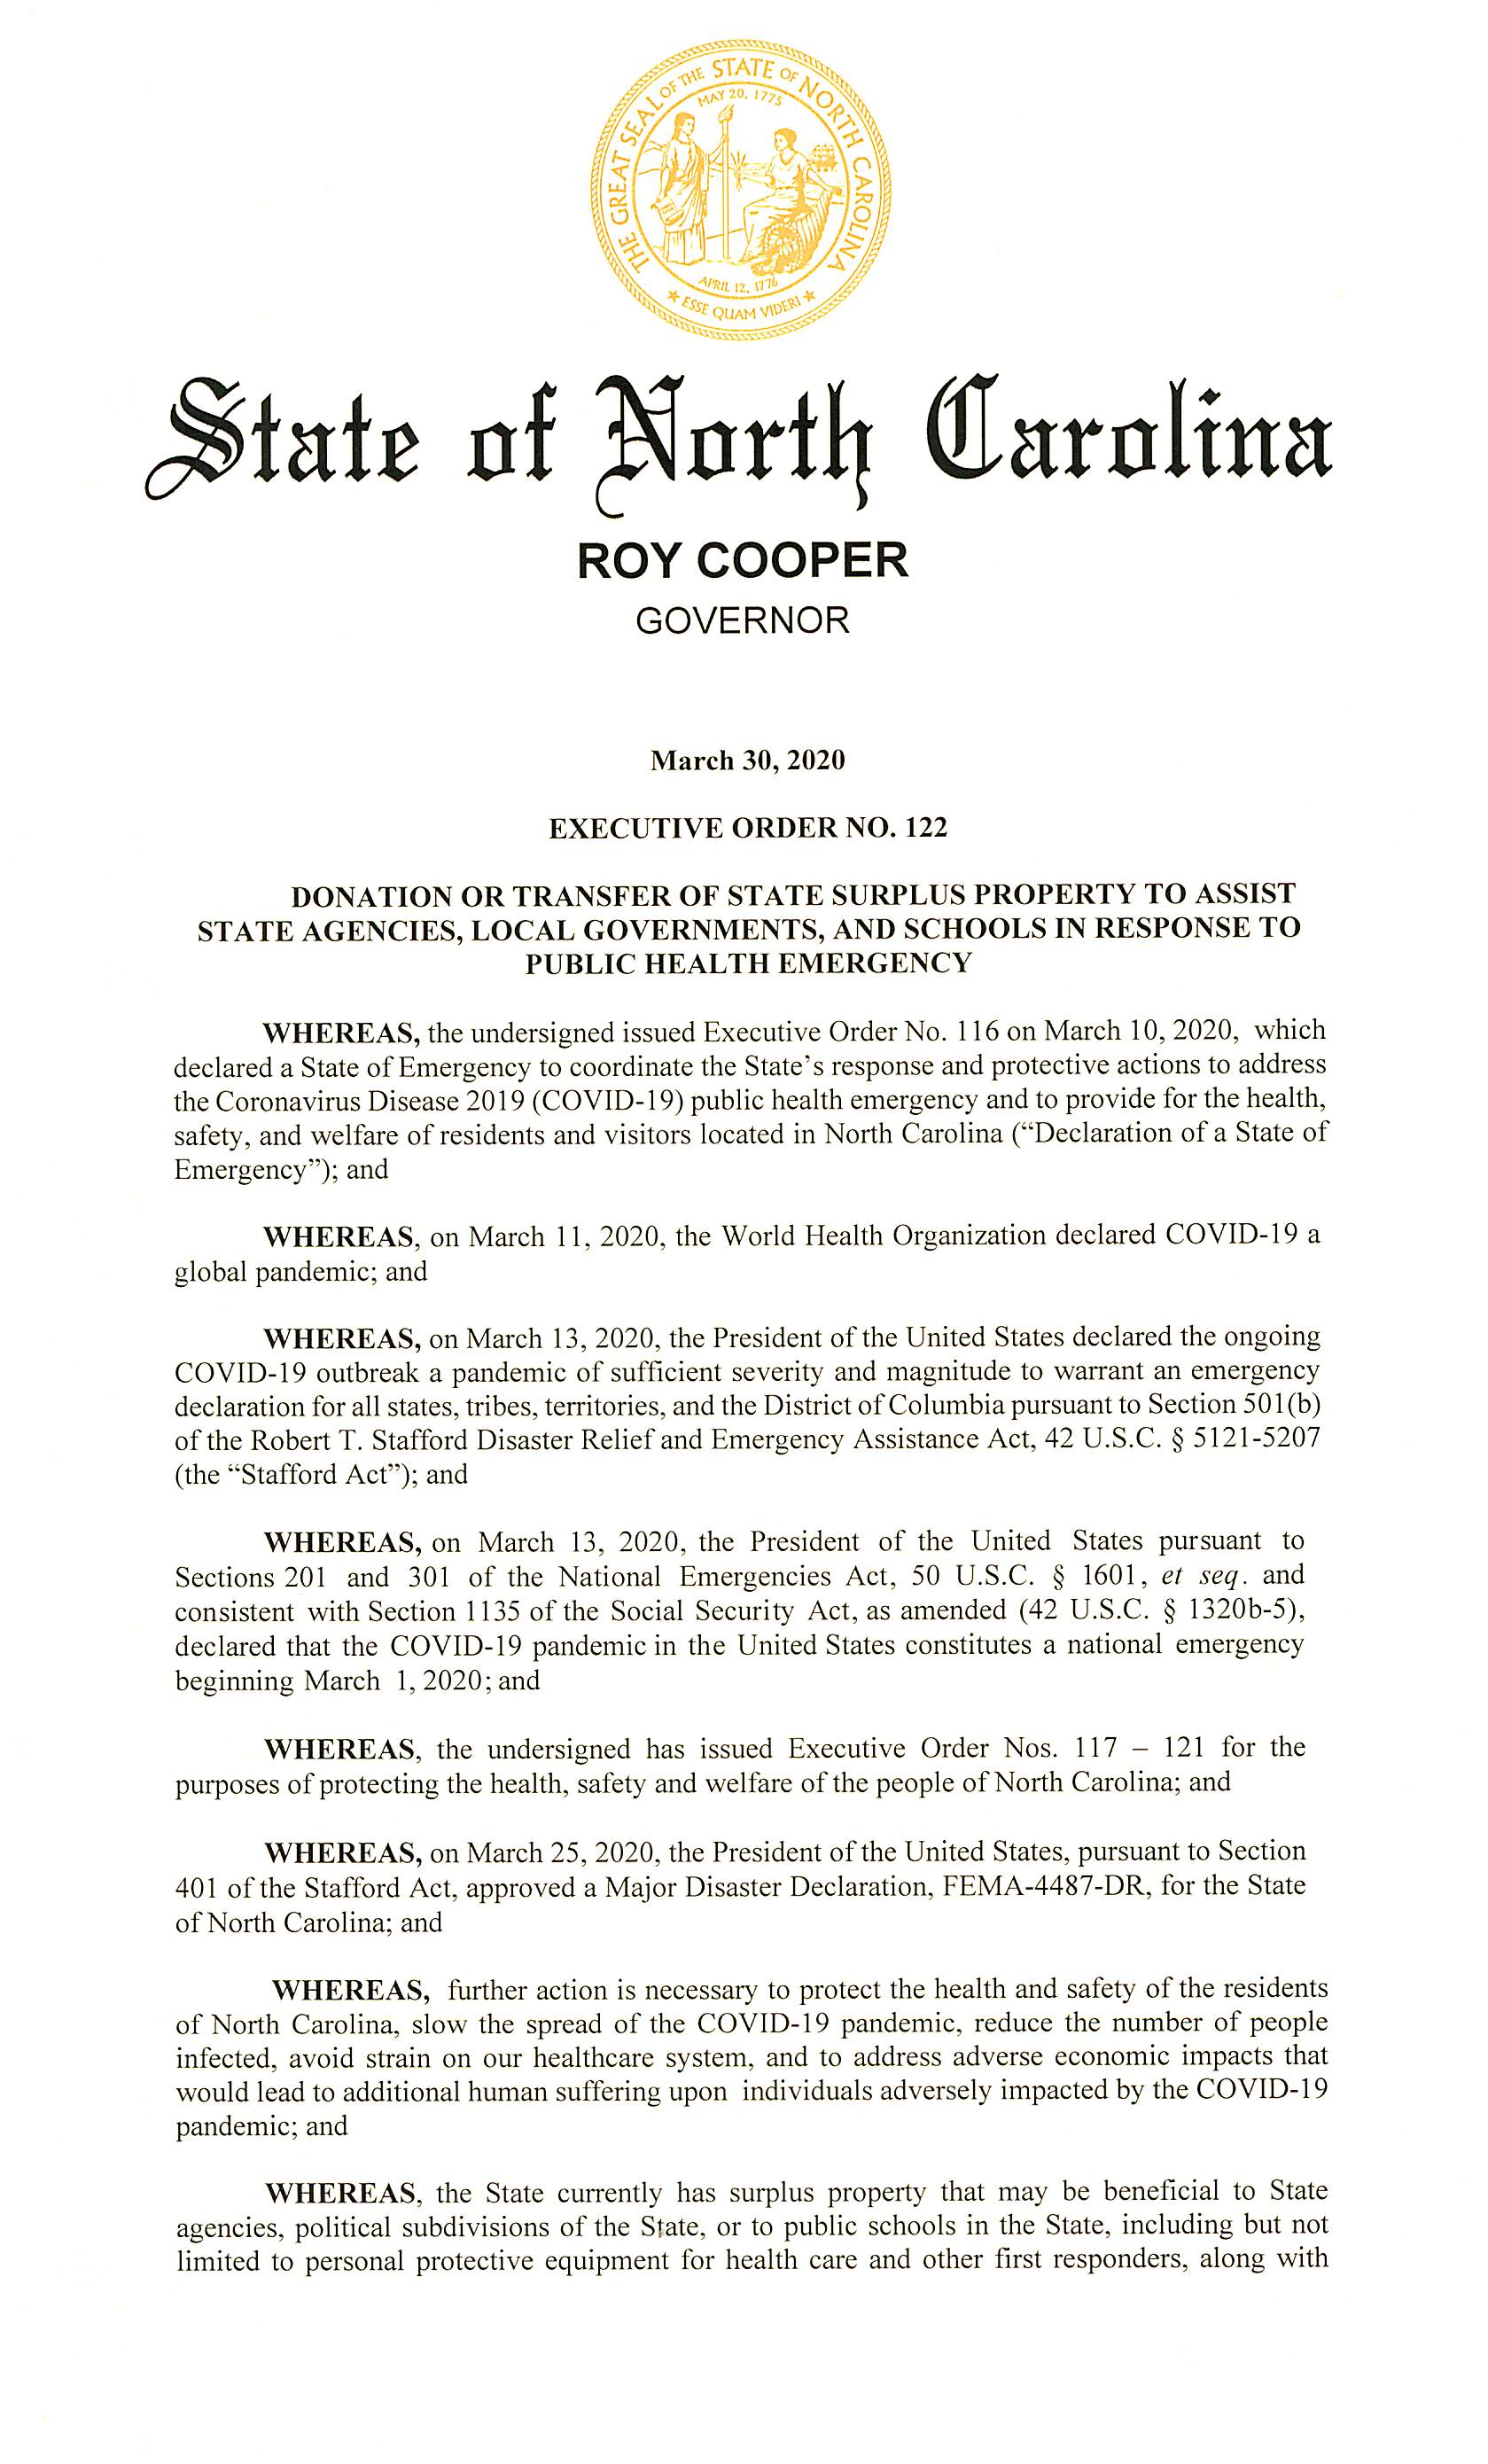 THE GREAT SEAL OF THE STATE OF NORTH CAROLINA
MAY 20, 1775
APRIL 12, 1776
★ ESSE QUAM VIDERI ★
State of North Carolina
ROY COOPER
GOVERNOR
March 30, 2020
EXECUTIVE ORDER NO. 122
DONATION OR TRANSFER OF STATE SURPLUS PROPERTY TO ASSIST
STATE AGENCIES, LOCAL GOVERNMENTS, AND SCHOOLS IN RESPONSE TO
PUBLIC HEALTH EMERGENCY
WHEREAS, the undersigned issued Executive Order No. 116 on March 10, 2020, which
declared a State of Emergency to coordinate the State’s response and protective actions to address
the Coronavirus Disease 2019 (COVID-19) public health emergency and to provide for the health,
safety, and welfare of residents and visitors located in North Carolina (“Declaration of a State of
Emergency”); and
WHEREAS, on March 11, 2020, the World Health Organization declared COVID-19 a
global pandemic; and
WHEREAS, on March 13, 2020, the President of the United States declared the ongoing
COVID-19 outbreak a pandemic of sufficient severity and magnitude to warrant an emergency
declaration for all states, tribes, territories, and the District of Columbia pursuant to Section 501(b)
of the Robert T. Stafford Disaster Relief and Emergency Assistance Act, 42 U.S.C. § 5121-5207
(the “Stafford Act”); and
WHEREAS, on March 13, 2020, the President of the United States pursuant to
Sections 201 and 301 of the National Emergencies Act, 50 U.S.C. § 1601, et seq. and
consistent with Section 1135 of the Social Security Act, as amended (42 U.S.C. § 1320b-5),
declared that the COVID-19 pandemic in the United States constitutes a national emergency
beginning March 1, 2020; and
WHEREAS, the undersigned has issued Executive Order Nos. 117 – 121 for the
purposes of protecting the health, safety and welfare of the people of North Carolina; and
WHEREAS, on March 25, 2020, the President of the United States, pursuant to Section
401 of the Stafford Act, approved a Major Disaster Declaration, FEMA-4487-DR, for the State
of North Carolina; and
WHEREAS, further action is necessary to protect the health and safety of the residents
of North Carolina, slow the spread of the COVID-19 pandemic, reduce the number of people
infected, avoid strain on our healthcare system, and to address adverse economic impacts that
would lead to additional human suffering upon individuals adversely impacted by the COVID-19
pandemic; and
WHEREAS, the State currently has surplus property that may be beneficial to State
agencies, political subdivisions of the State, or to public schools in the State, including but not
limited to personal protective equipment for health care and other first responders, along with